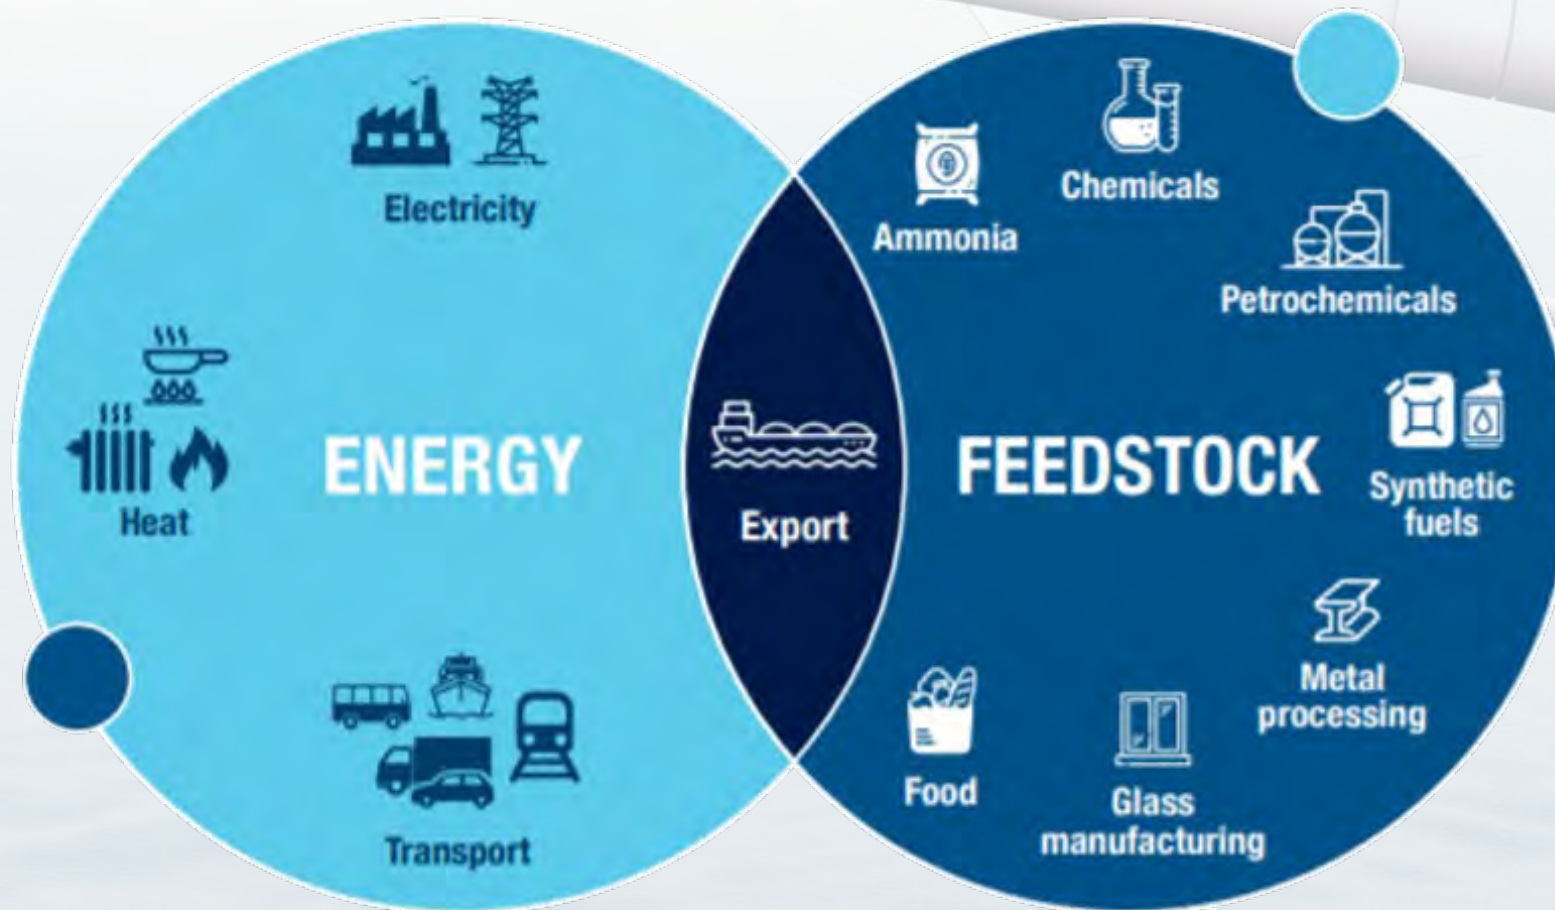 Electricity
Heat
ENERGY
Transport
Export
Ammonia
Chemicals
Petrochemicals
FEEDSTOCK
Synthetic
fuels
Metal
processing
Glass
manufacturing
Food